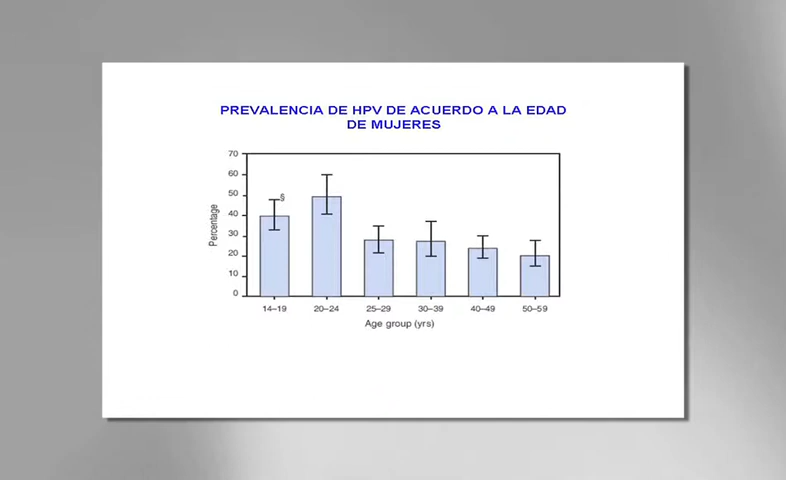 PREVALENCIA DE HPV DE ACUERDO A LA EDAD
DE MUJERES
70
60
50
40
30
20
10
0
Percentage
§
14–19 20–24 25–29 30–39 40–49 50–59
Age group (yrs)